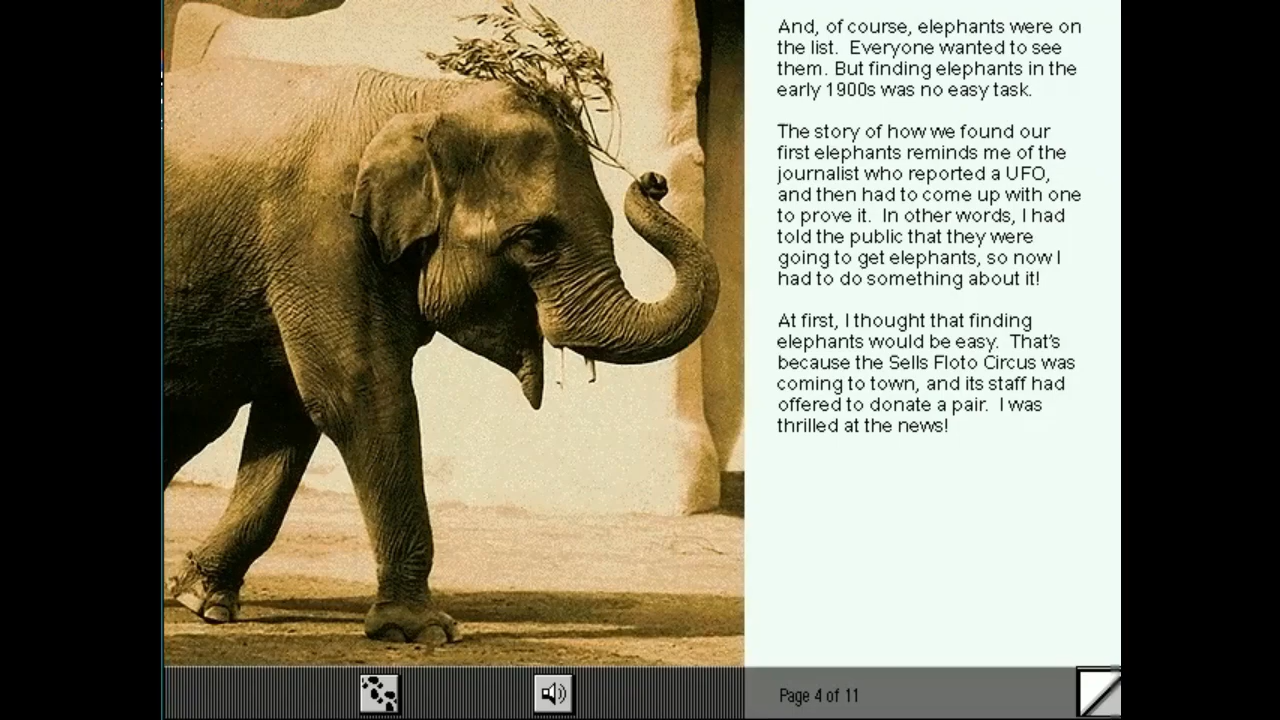 And, of course, elephants were on
the list.  Everyone wanted to see
them. But finding elephants in the
early 1900s was no easy task.
The story of how we found our
first elephants reminds me of the
journalist who reported a UFO,
and then had to come up with one
to prove it.  In other words, I had
told the public that they were
going to get elephants, so now I
had to do something about it!
At first, I thought that finding
elephants would be easy.  That's
because the Sells Floto Circus was
coming to town, and its staff had
offered to donate a pair.  I was
thrilled at the news!
Page 4 of 11